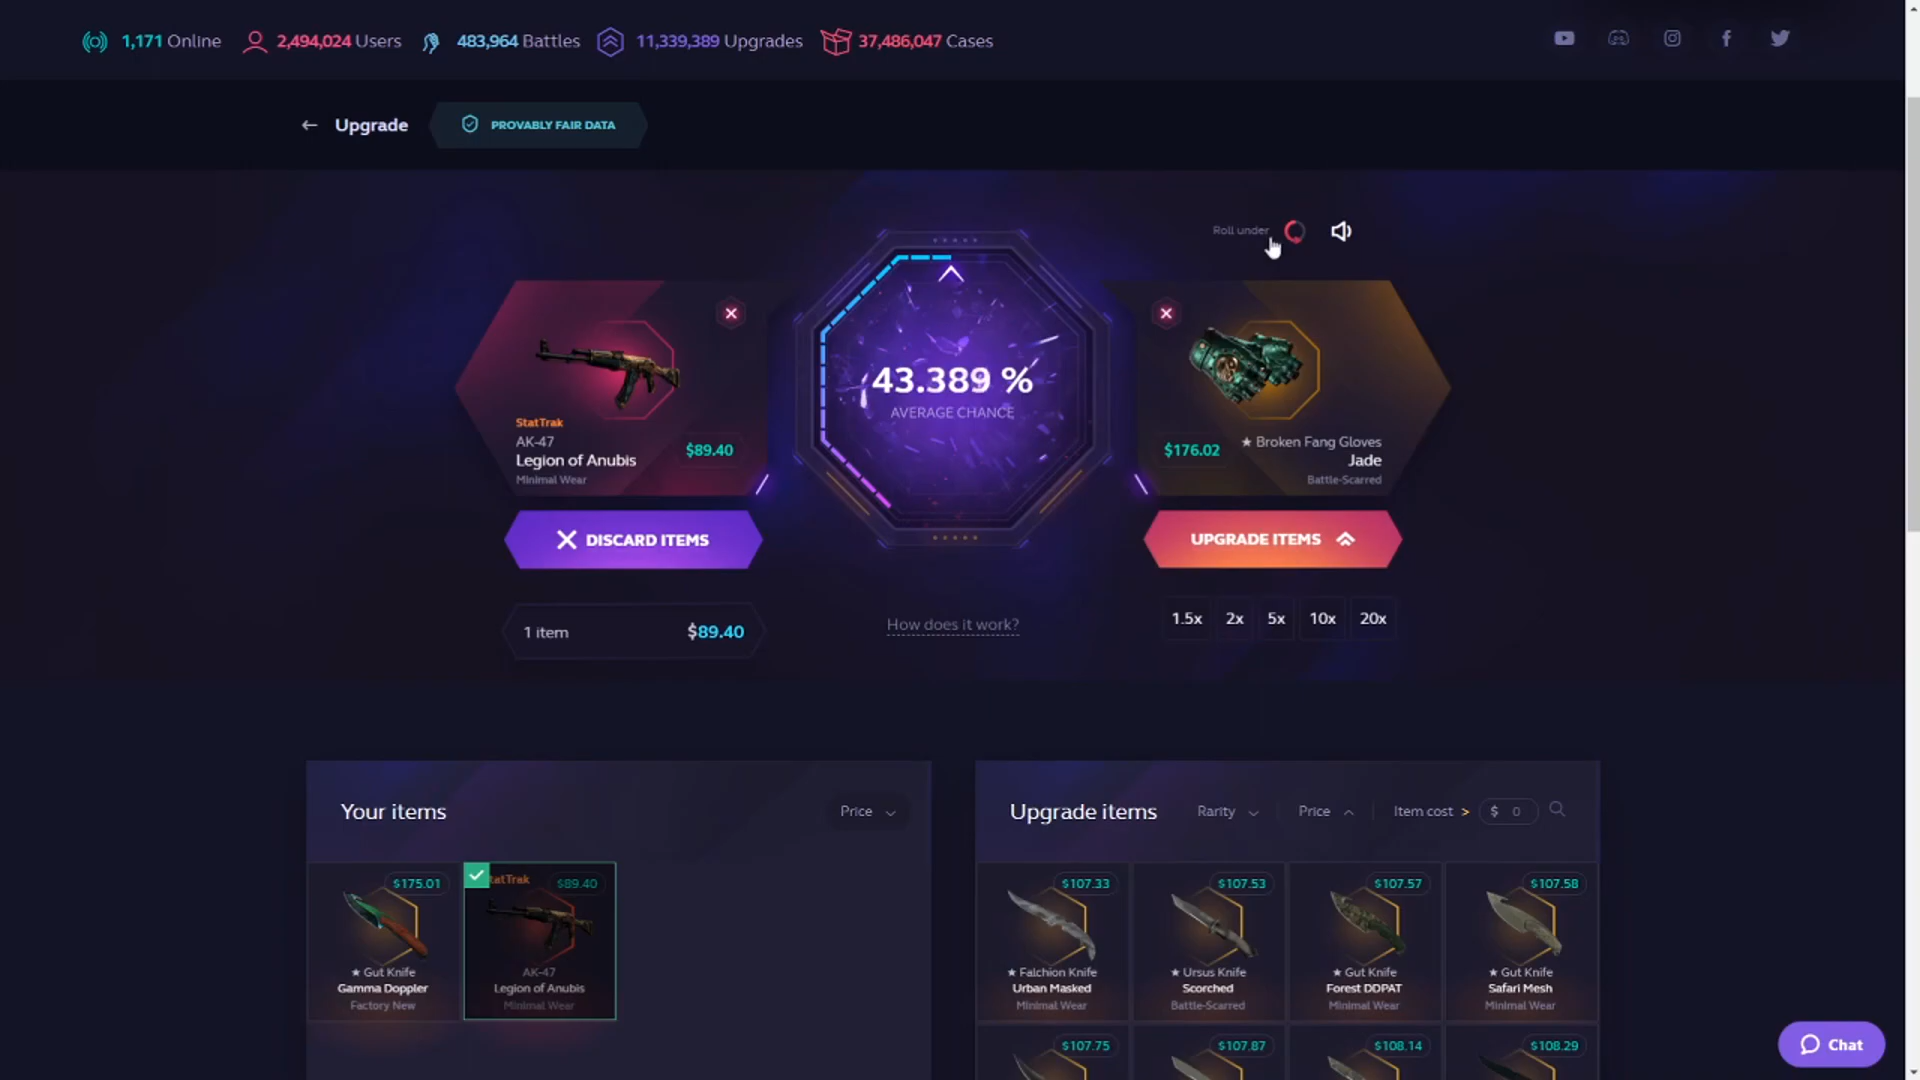 1,171 Online 2,494,024 Users 483,964 Battles 11,339,389 Upgrades 37,486,047 Cases
← Upgrade PROVABLY FAIR DATA
Roll under
43.389 %
AVERAGE CHANCE
StatTrak
AK-47
Legion of Anubis
Minimal Wear
$89.40
$176.02
★ Broken Fang Gloves
Jade
Battle-Scarred
DISCARD ITEMS
UPGRADE ITEMS
1 item $89.40
How does it work?
1.5x 2x 5x 10x 20x
Your items Price
$175.01
★ Gut Knife
Gamma Doppler
Factory New
tatTrak $89.40
AK-47
Legion of Anubis
Minimal Wear
Upgrade items Rarity Price Item cost > $ 0
$107.33
★ Falchion Knife
Urban Masked
Minimal Wear
$107.53
★ Ursus Knife
Scorched
Battle-Scarred
$107.57
★ Gut Knife
Forest DDPAT
Minimal Wear
$107.58
★ Gut Knife
Safari Mesh
Minimal Wear
$107.75 $107.87 $108.14 $108.29
Chat